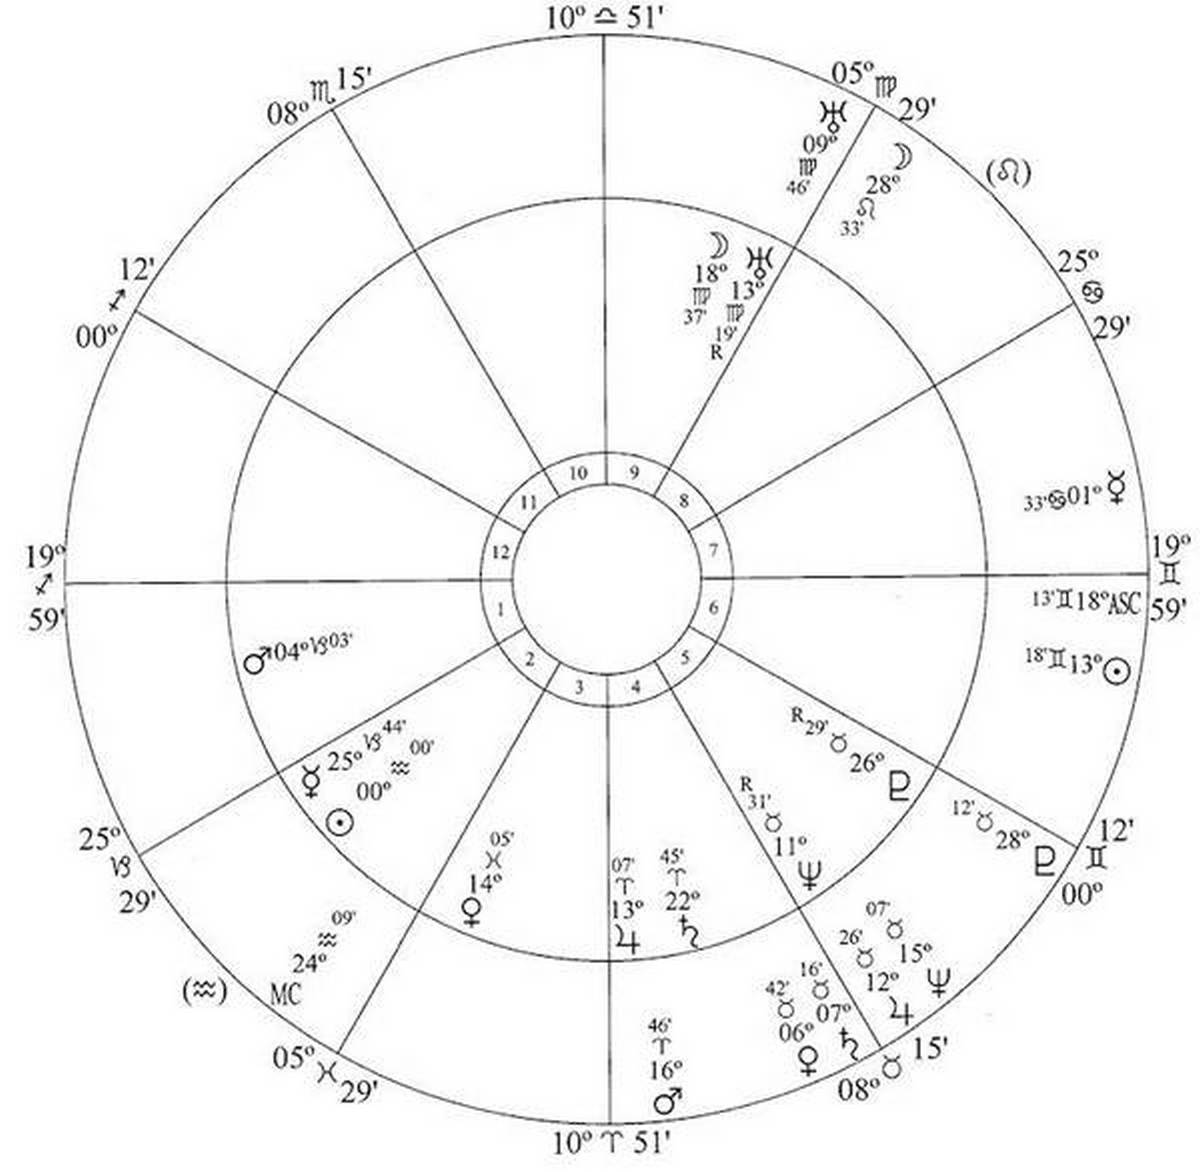 10° ♎ 51'
05° ♍ 29'
(♌)
25° ♋ 29'
19° ♊ 59'
12' ♊ 00°
15' ♉ 08°
10° ♈ 51'
05° ♓ 29'
(♒)
25° ♑ 29'
19° ♐ 59'
12' ♐ 00°
08° ♏ 15'
♅ 09° ♍ 46'
☽ 28° ♌ 33'
33' ♋ 01° ☿
13' ♊ 18° ASC
18' ♊ 13° ☉
12' ♉ 28° ♇
07' ♉ 15° ♆
26' ♉ 12° ♃
16' ♉ 07° ♄
42' ♉ 06° ♀
46' ♈ 16° ♂
09' ♒ 24° MC
☽ 18° ♍ 37'
♅ 13° ♍ 19' R
♂ 04° ♑ 03'
☿ 25° ♑ 44'
☉ 00° ♒ 00'
05' ♓ 14° ♀
07' ♈ 13° ♃
45' ♈ 22° ♄
R 31' ♉ 11° ♆
R 29' ♉ 26° ♇
1
2
3
4
5
6
7
8
9
10
11
12